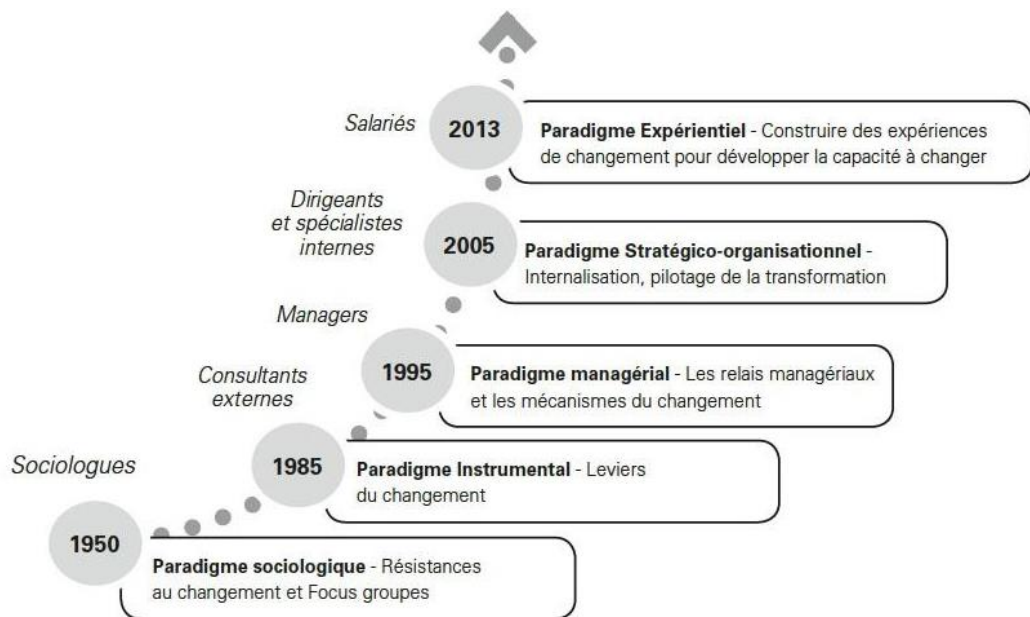 Salariés
2013
Paradigme Expérientiel - Construire des expériences
de changement pour développer la capacité à changer
Dirigeants
et spécialistes
internes
2005
Paradigme Stratégico-organisationnel -
Internalisation, pilotage de la transformation
Managers
1995
Paradigme managérial - Les relais managériaux
et les mécanismes du changement
Consultants
externes
1985
Paradigme Instrumental - Leviers
du changement
Sociologues
1950
Paradigme sociologique - Résistances
au changement et Focus groupes